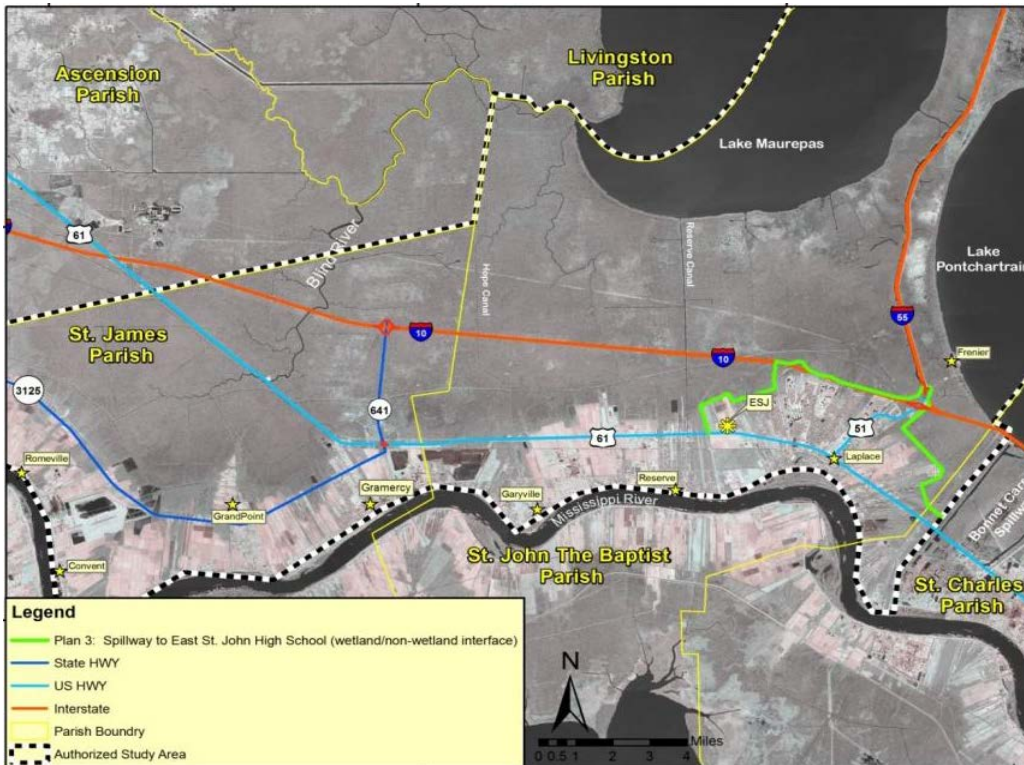 Ascension
Parish
Livingston
Parish
Lake Maurepas
61
Blind River
Hope Canal
Reserve Canal
Lake
Pontchartrain
St. James
Parish
10
10
55
Frenier
3125
641
ESJ
61
51
Romeville
Laplace
Gramercy
Reserve
GrandPoint
Garyville
Mississippi River
Convent
St. John The Baptist
Parish
St. Charles
Parish
Legend
Plan 3: Spillway to East St. John High School (wetland/non-wetland interface)
State HWY
US HWY
Interstate
Parish Boundry
Authorized Study Area
N
0 0.5 1 2 3 4 Miles